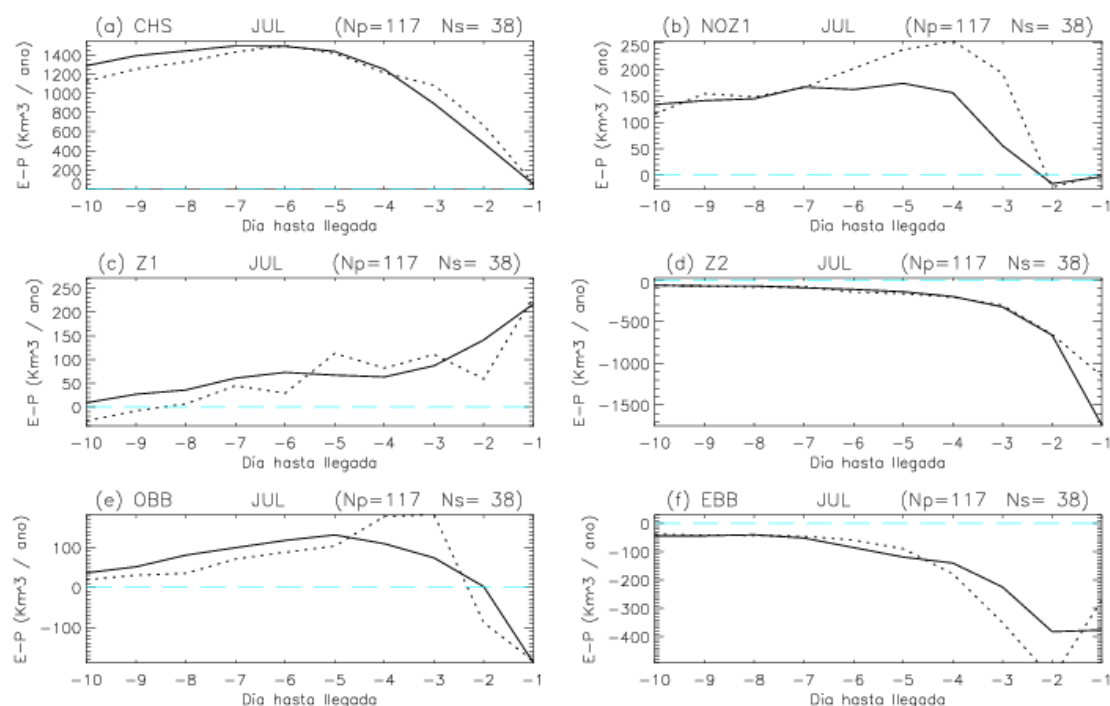 (a) CHS JUL (Np=117 Ns= 38)
E-P (Km^3 / ano)
1400
1200
1000
800
600
400
200
0
-10 -9 -8 -7 -6 -5 -4 -3 -2 -1
Dia hasta llegada
(b) NOZ1 JUL (Np=117 Ns= 38)
E-P (Km^3 / ano)
250
200
150
100
50
0
-10 -9 -8 -7 -6 -5 -4 -3 -2 -1
Dia hasta llegada
(c) Z1 JUL (Np=117 Ns= 38)
E-P (Km^3 / ano)
250
200
150
100
50
0
-10 -9 -8 -7 -6 -5 -4 -3 -2 -1
Dia hasta llegada
(d) Z2 JUL (Np=117 Ns= 38)
E-P (Km^3 / ano)
0
-500
-1000
-1500
-10 -9 -8 -7 -6 -5 -4 -3 -2 -1
Dia hasta llegada
(e) OBB JUL (Np=117 Ns= 38)
E-P (Km^3 / ano)
100
0
-100
-10 -9 -8 -7 -6 -5 -4 -3 -2 -1
Dia hasta llegada
(f) EBB JUL (Np=117 Ns= 38)
E-P (Km^3 / ano)
0
-100
-200
-300
-400
-10 -9 -8 -7 -6 -5 -4 -3 -2 -1
Dia hasta llegada